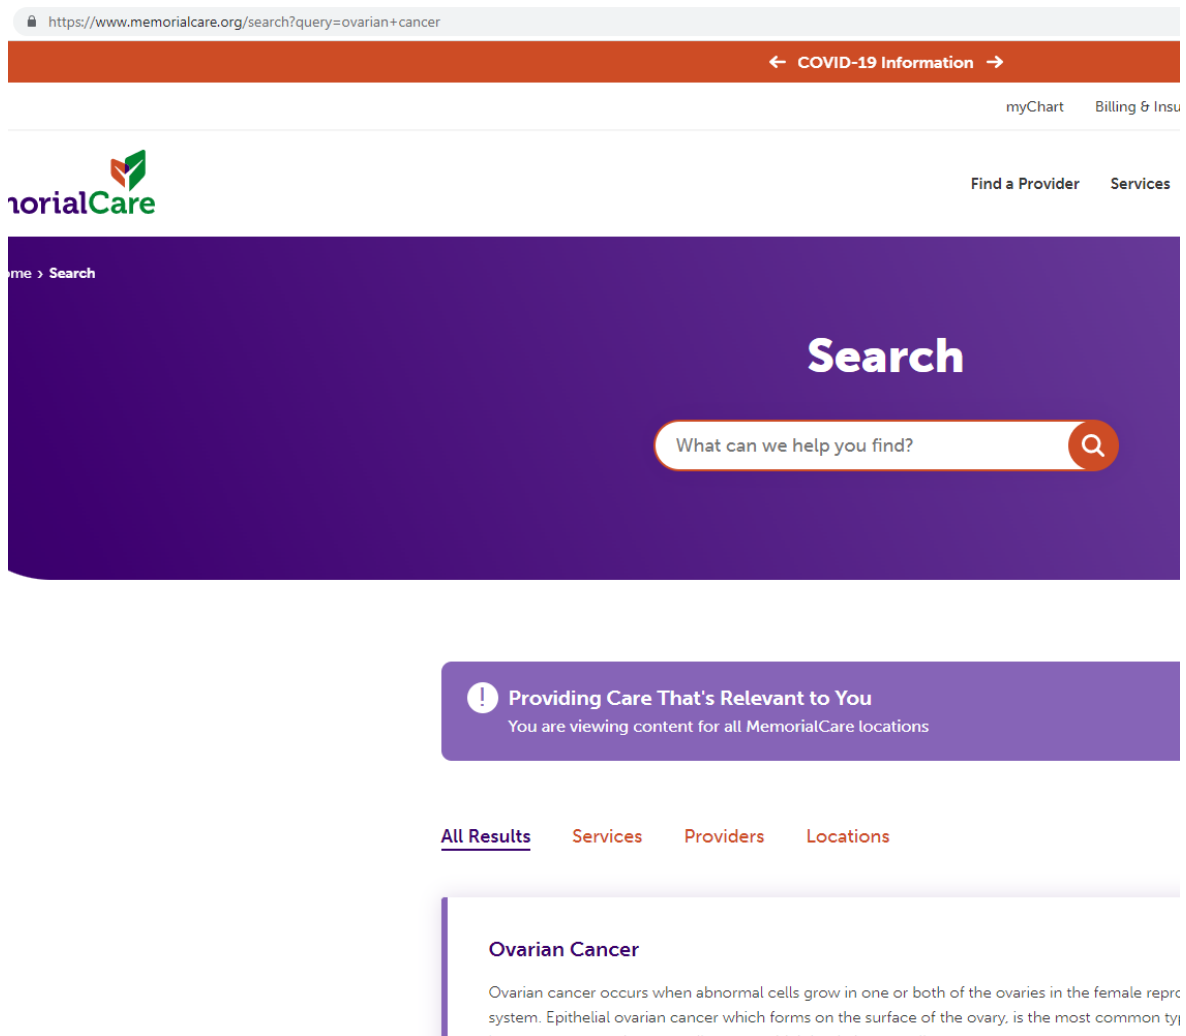 https://www.memorialcare.org/search?query=ovarian+cancer
← COVID-19 Information →
myChart Billing & Insu
morialCare
Find a Provider Services
ome › Search
Search
What can we help you find?
Providing Care That's Relevant to You
You are viewing content for all MemorialCare locations
All Results Services Providers Locations
Ovarian Cancer
Ovarian cancer occurs when abnormal cells grow in one or both of the ovaries in the female repro
system. Epithelial ovarian cancer which forms on the surface of the ovary, is the most common ty